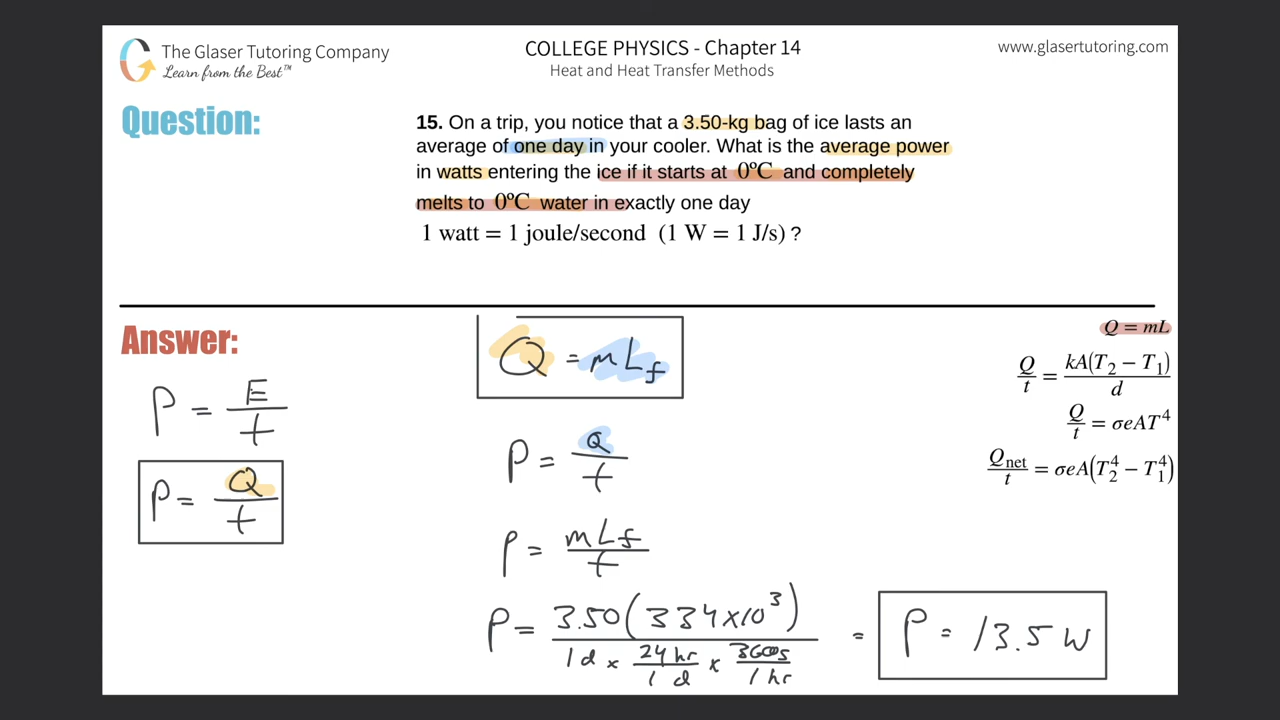 The Glaser Tutoring Company
Learn from the Best™
COLLEGE PHYSICS - Chapter 14
Heat and Heat Transfer Methods
www.glasertutoring.com
Question:
15. On a trip, you notice that a 3.50-kg bag of ice lasts an
average of one day in your cooler. What is the average power
in watts entering the ice if it starts at 0ºC and completely
melts to 0ºC water in exactly one day
1 watt = 1 joule/second (1 W = 1 J/s) ?
Answer:
P = E/t
P = Q/t
Q = mLf
P = Q/t
P = mLf/t
P = 3.50(334x10³) / 1d x 24hr/1d x 3600s/1hr = P = 13.5 W
Q = mL
Q/t = kA(T₂ − T₁)/d
Q/t = σeAT⁴
Qnet/t = σeA(T₂⁴ − T₁⁴)